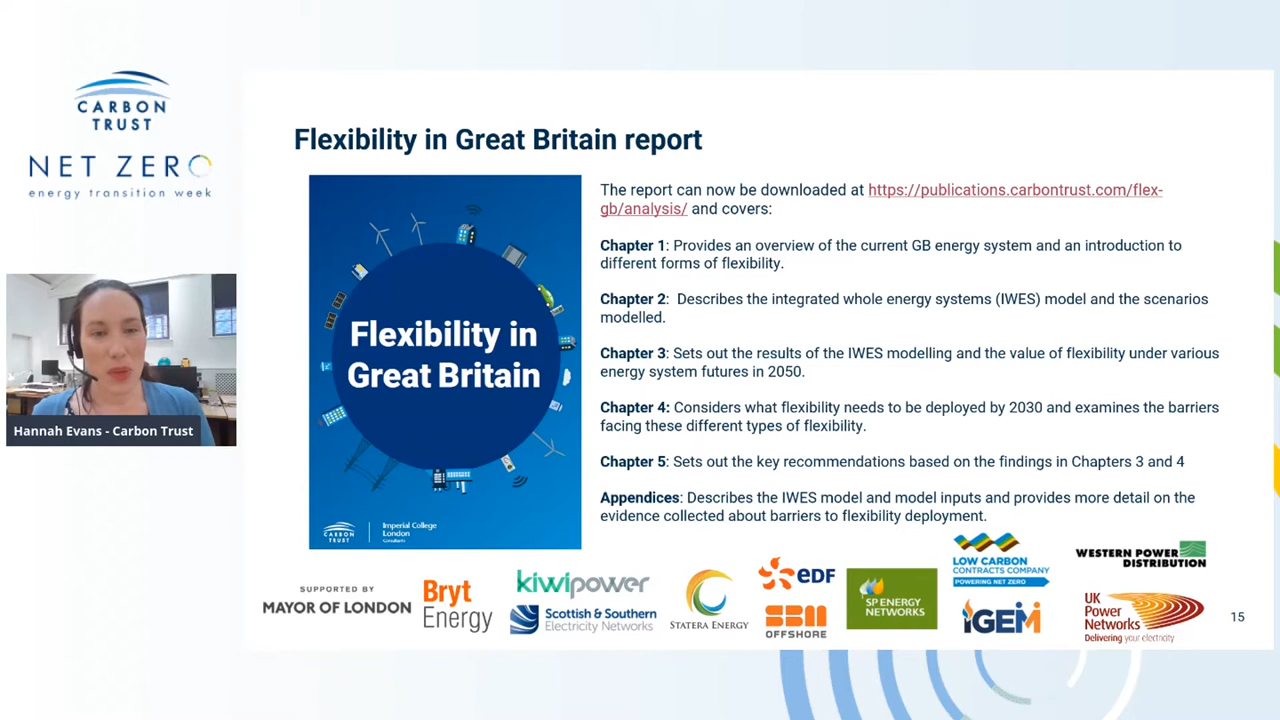 CARBON
TRUST
NET ZERO
energy transition week
Hannah Evans - Carbon Trust
Flexibility in Great Britain report
Flexibility in
Great Britain
CARBON
TRUST
Imperial College
London
Consultants
The report can now be downloaded at https://publications.carbontrust.com/flex-
gb/analysis/ and covers:
Chapter 1: Provides an overview of the current GB energy system and an introduction to
different forms of flexibility.
Chapter 2: Describes the integrated whole energy systems (IWES) model and the scenarios
modelled.
Chapter 3: Sets out the results of the IWES modelling and the value of flexibility under various
energy system futures in 2050.
Chapter 4: Considers what flexibility needs to be deployed by 2030 and examines the barriers
facing these different types of flexibility.
Chapter 5: Sets out the key recommendations based on the findings in Chapters 3 and 4
Appendices: Describes the IWES model and model inputs and provides more detail on the
evidence collected about barriers to flexibility deployment.
SUPPORTED BY
MAYOR OF LONDON
Bryt
Energy
kiwipower
Scottish & Southern
Electricity Networks
STATERA ENERGY
EDF
SBM
OFFSHORE
SP ENERGY
NETWORKS
LOW CARBON
CONTRACTS COMPANY
POWERING NET ZERO
IGEM
WESTERN POWER
DISTRIBUTION
UK
Power
Networks
Delivering your electricity
15